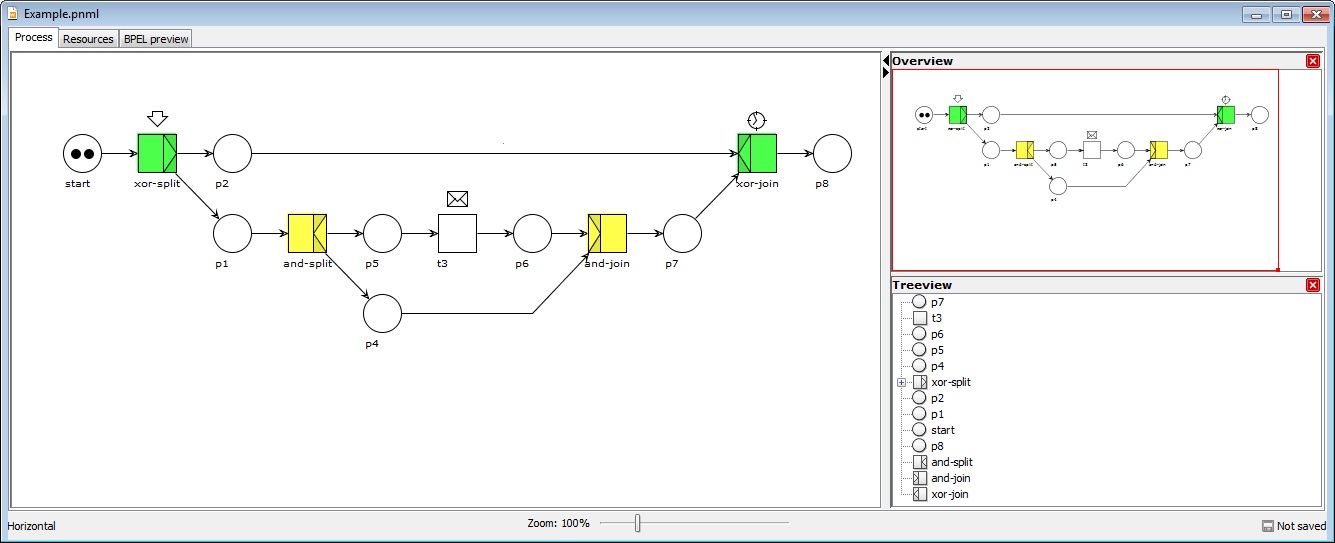 Example.pnml
Process Resources BPEL preview
start
xor-split
p2
xor-join
p8
p1
and-split
p5
t3
p6
and-join
p7
p4
Overview
start
xor-split
p2
xor-join
p8
p1
and-split
p5
t3
p6
and-join
p7
p4
Treeview
p7
t3
p6
p5
p4
xor-split
p2
p1
start
p8
and-split
and-join
xor-join
Horizontal
Zoom: 100%
Not saved